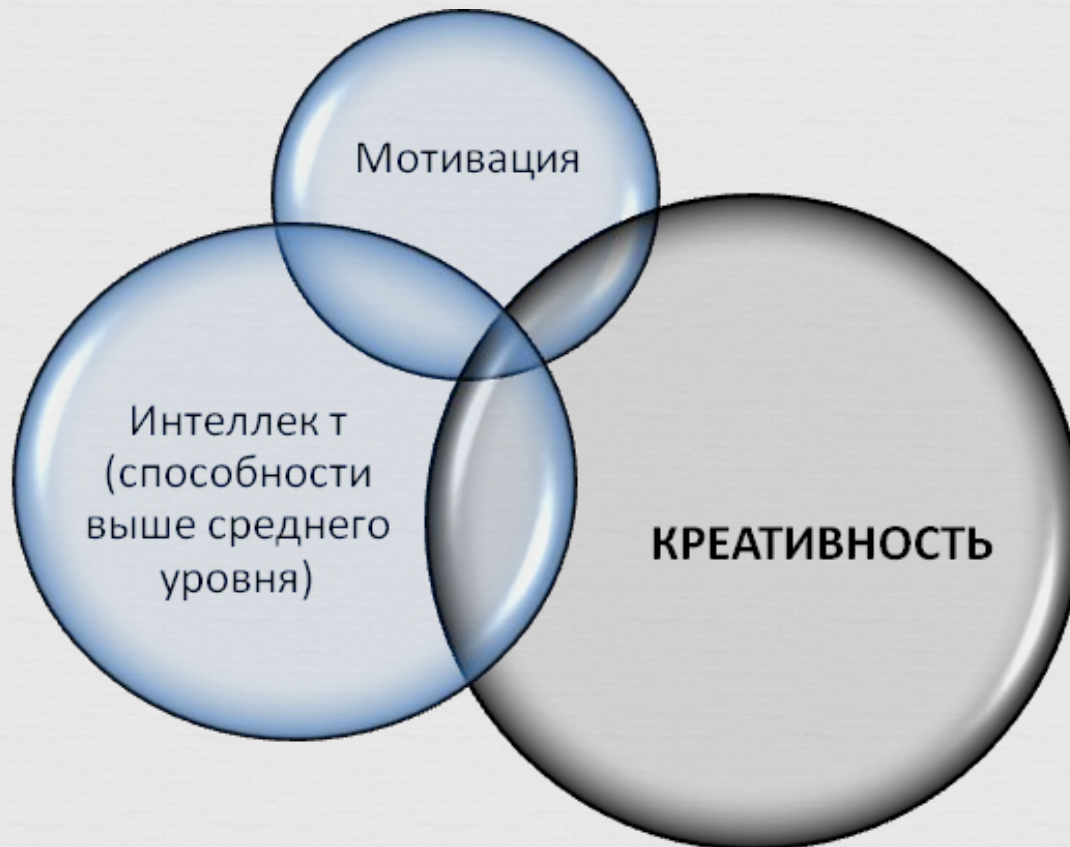 Мотивация
Интеллек т
(способности
выше среднего
уровня)
КРЕАТИВНОСТЬ